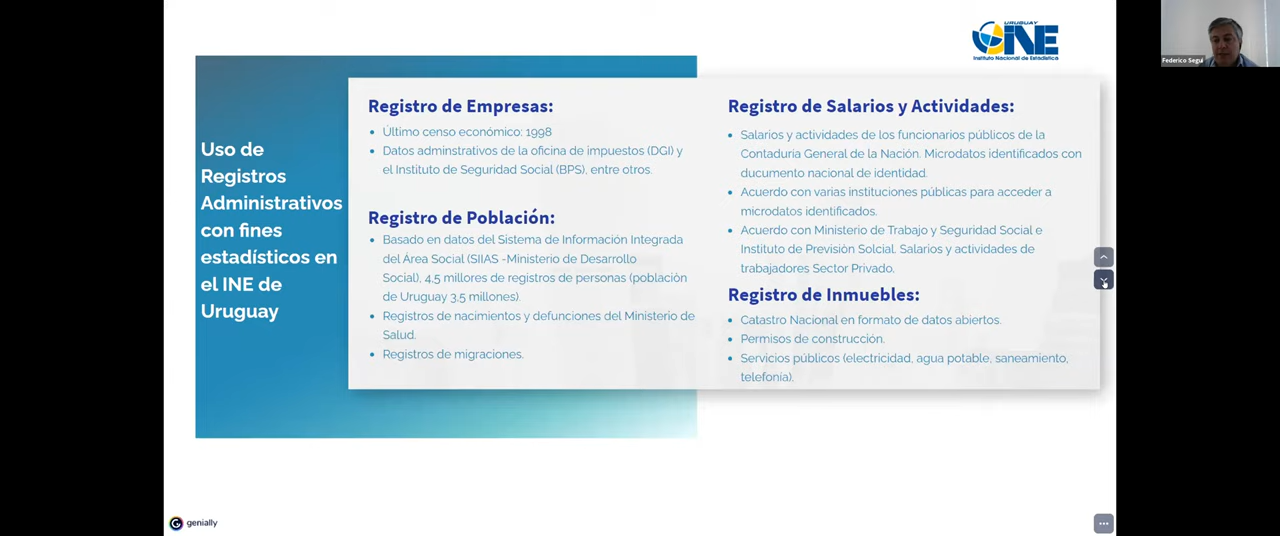 URUGUAY
INE
Instituto Nacional de Estadística
Federico Segui
Uso de
Registros
Administrativos
con fines
estadísticos en
el INE de
Uruguay
Registro de Empresas:
Último censo económico: 1998
Datos adminstrativos de la oficina de impuestos (DGI) y
el Instituto de Seguridad Social (BPS), entre otros.
Registro de Población:
Basado en datos del Sistema de Información Integrada
del Área Social (SIIAS -Ministerio de Desarrollo
Social), 4,5 millores de registros de personas (población
de Uruguay 3,5 millones).
Registros de nacimientos y defunciones del Ministerio de
Salud.
Registros de migraciones.
Registro de Salarios y Actividades:
Salarios y actividades de los funcionarios públicos de la
Contaduría General de la Nación. Microdatos identificados con
ducumento nacional de identidad.
Acuerdo con varias instituciones públicas para acceder a
microdatos identificados.
Acuerdo con Ministerio de Trabajo y Seguridad Social e
Instituto de Previsión Solcial. Salarios y actividades de
trabajadores Sector Privado.
Registro de Inmuebles:
Catastro Nacional en formato de datos abiertos.
Permisos de construcción.
Servicios públicos (electricidad, agua potable, saneamiento,
telefonía).
genially